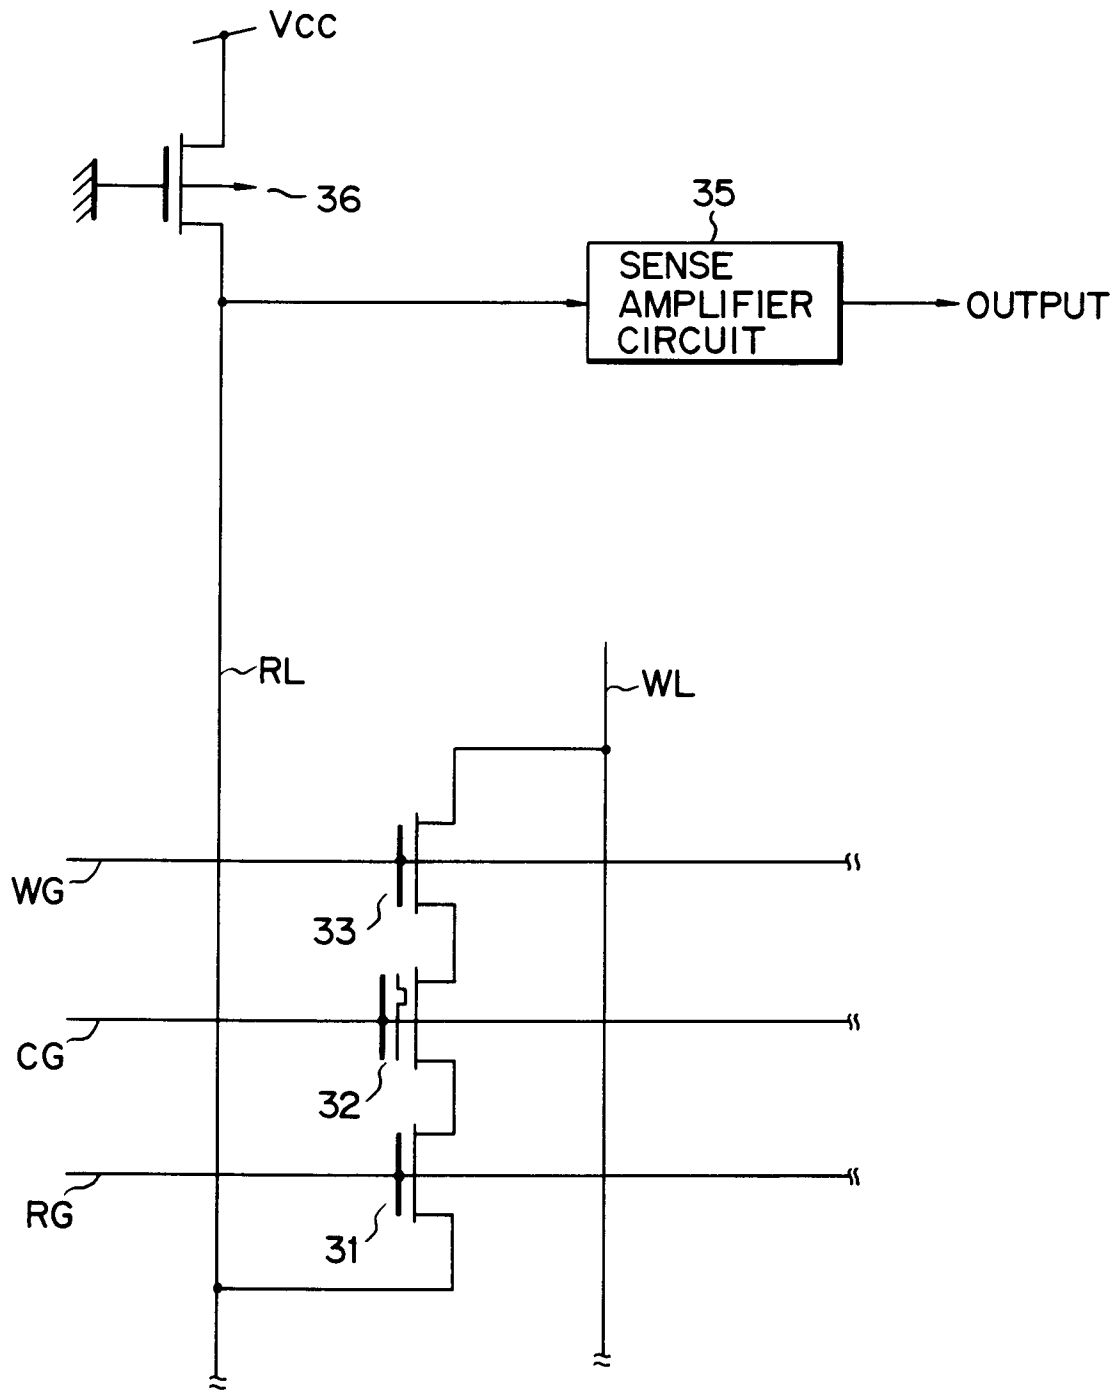 VCC
36
35
SENSE
AMPLIFIER
CIRCUIT
OUTPUT
RL
WL
WG
33
CG
32
RG
31